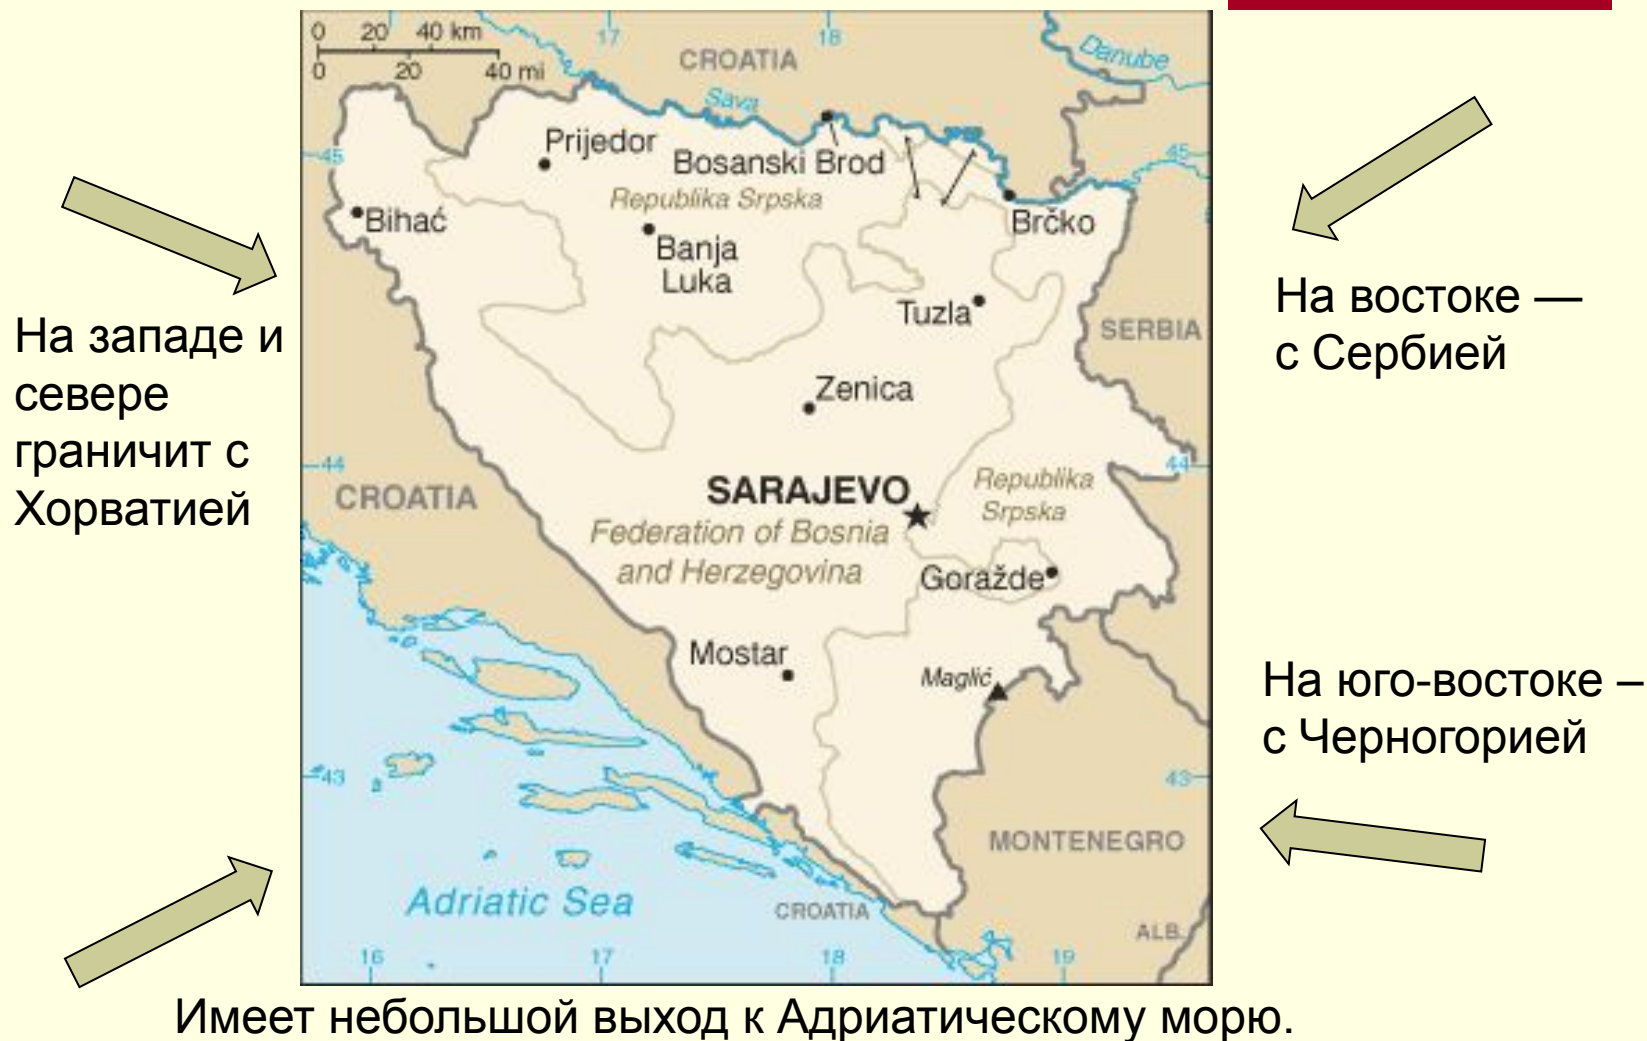 0 20 40 km
0 20 40 mi
17
18
CROATIA
Danube
Sava
Prijedor
Bosanski Brod
45
45
Republika Srpska
Bihać
Brčko
Banja
Luka
Tuzla
SERBIA
Zenica
44
44
CROATIA
SARAJEVO
Republika
Srpska
Federation of Bosnia
and Herzegovina
Goražde
Mostar
Maglić
43
43
MONTENEGRO
Adriatic Sea
CROATIA
ALB.
16
17
18
19
На западе и
севере
граничит с
Хорватией
На востоке —
с Сербией
На юго-востоке –
с Черногорией
Имеет небольшой выход к Адриатическому морю.